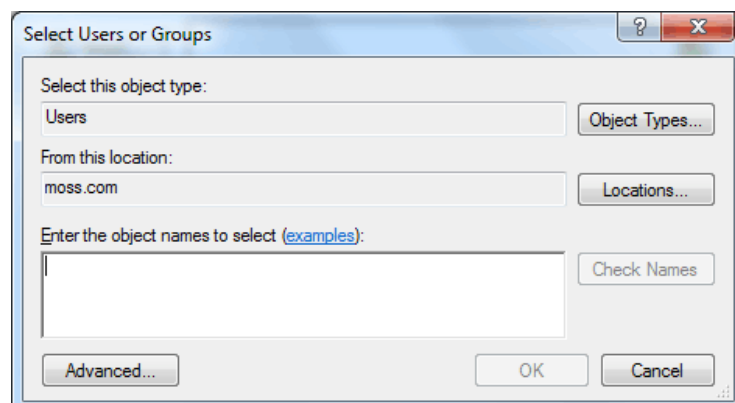 Select Users or Groups
Select this object type:
Users
Object Types...
From this location:
moss.com
Locations...
Enter the object names to select (examples):
Check Names
Advanced...
OK
Cancel